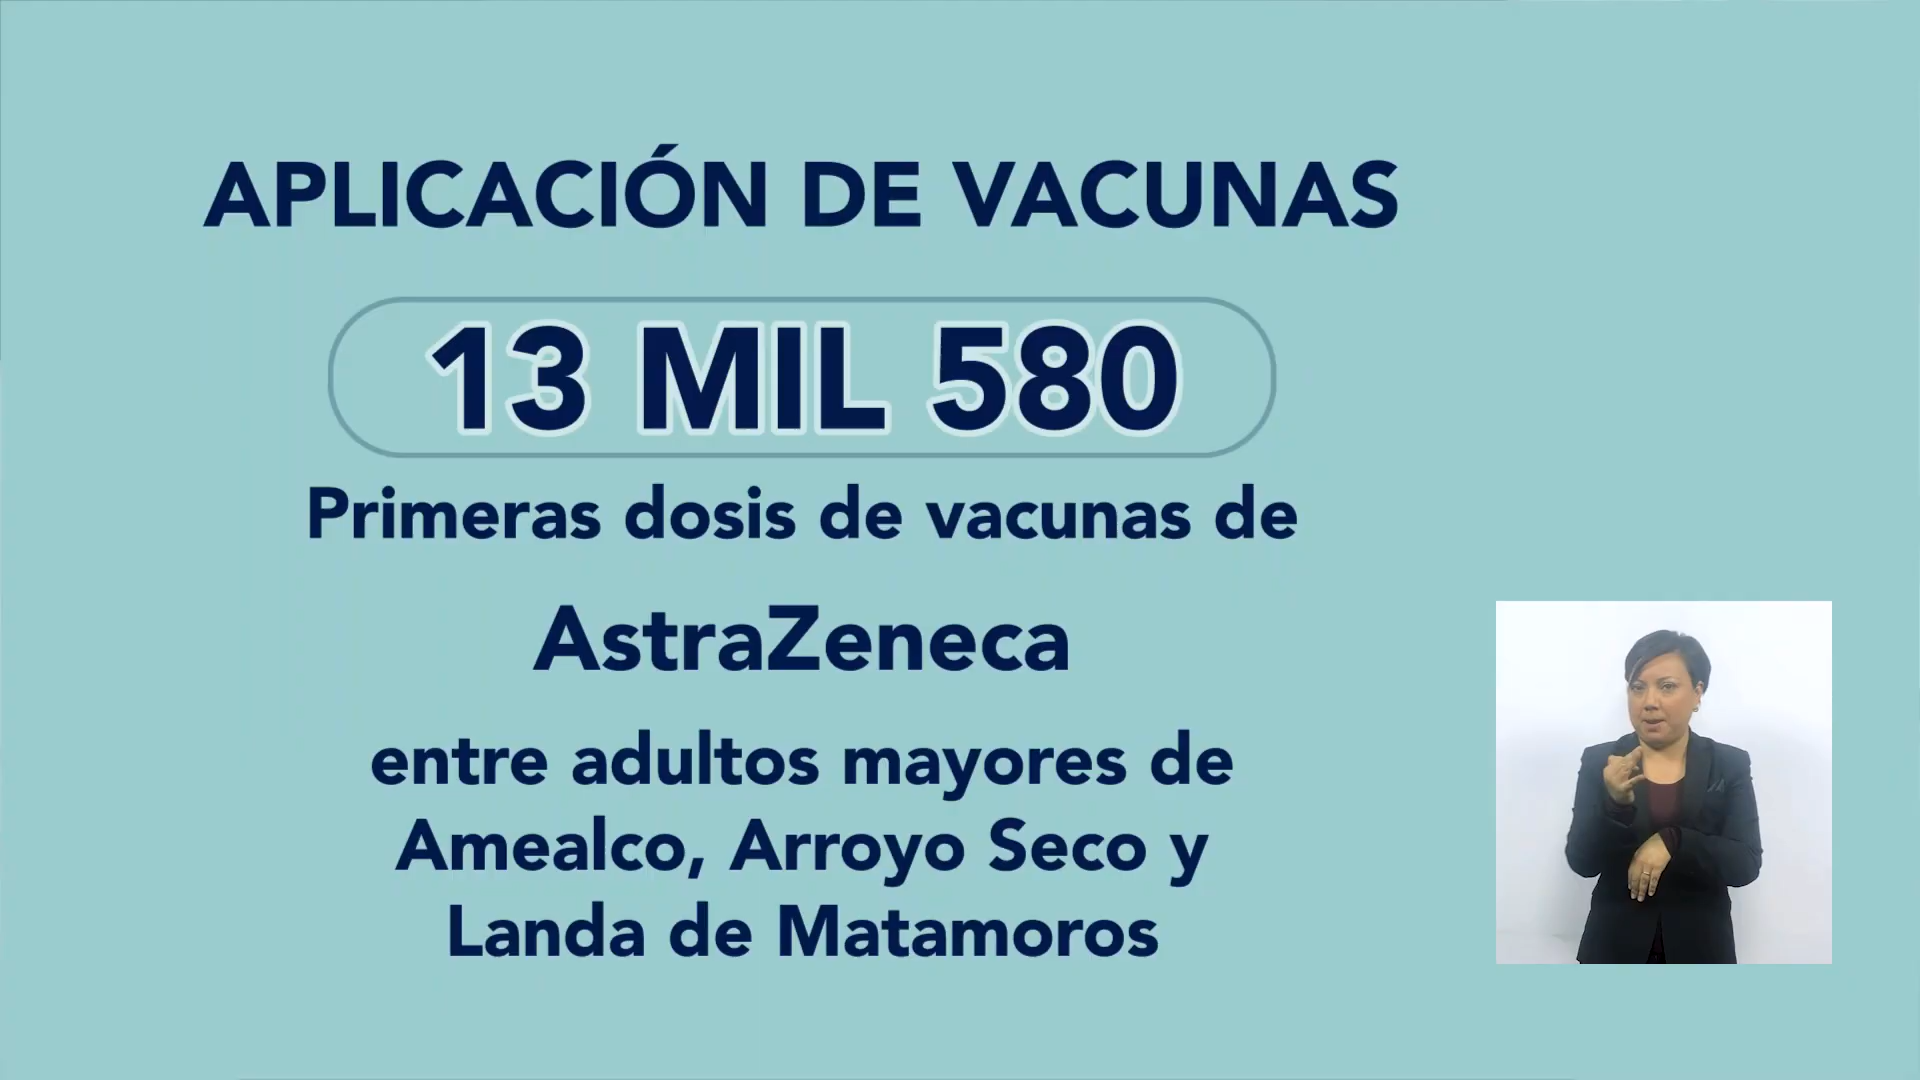 APLICACIÓN DE VACUNAS
13 MIL 580
Primeras dosis de vacunas de
AstraZeneca
entre adultos mayores de
Amealco, Arroyo Seco y
Landa de Matamoros